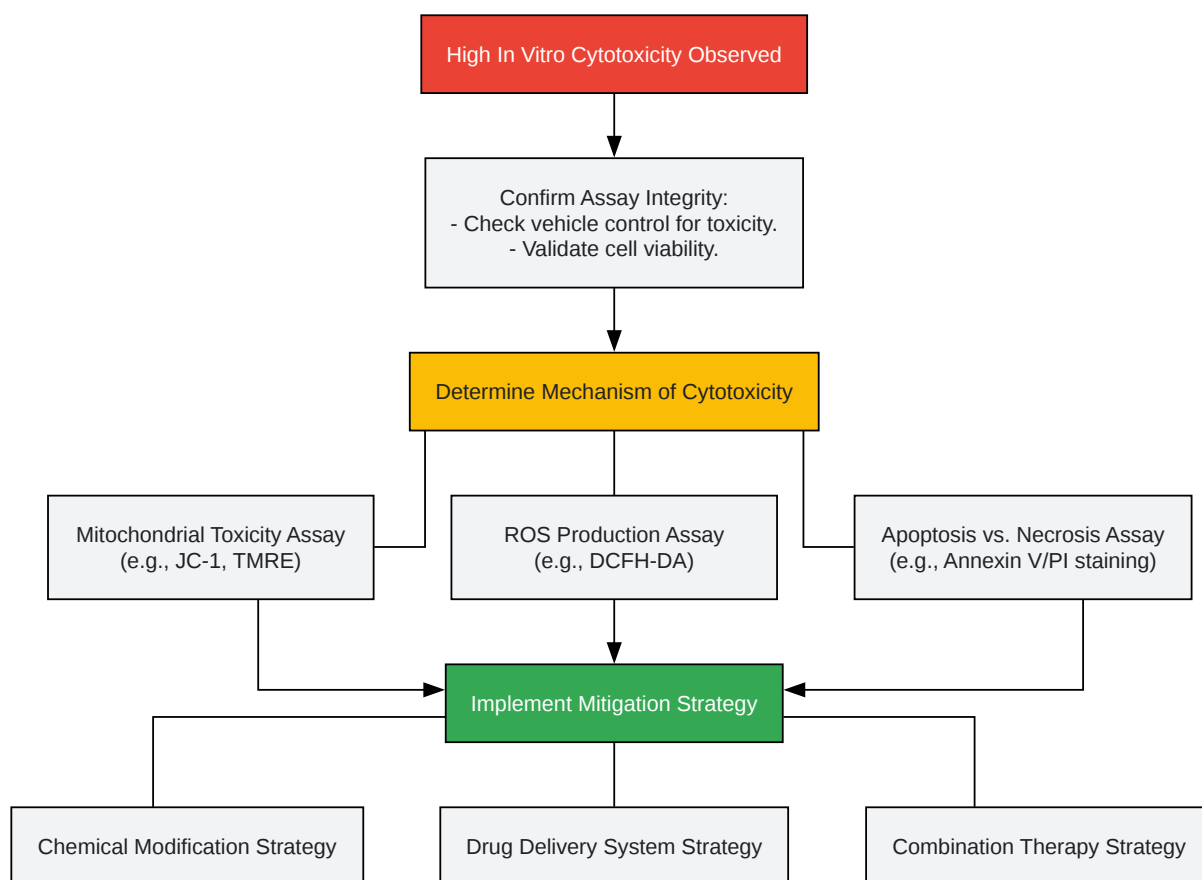 High In Vitro Cytotoxicity Observed
Confirm Assay Integrity:
- Check vehicle control for toxicity.
- Validate cell viability.
Determine Mechanism of Cytotoxicity
Mitochondrial Toxicity Assay
(e.g., JC-1, TMRE)
ROS Production Assay
(e.g., DCFH-DA)
Apoptosis vs. Necrosis Assay
(e.g., Annexin V/PI staining)
Implement Mitigation Strategy
Chemical Modification Strategy
Drug Delivery System Strategy
Combination Therapy Strategy